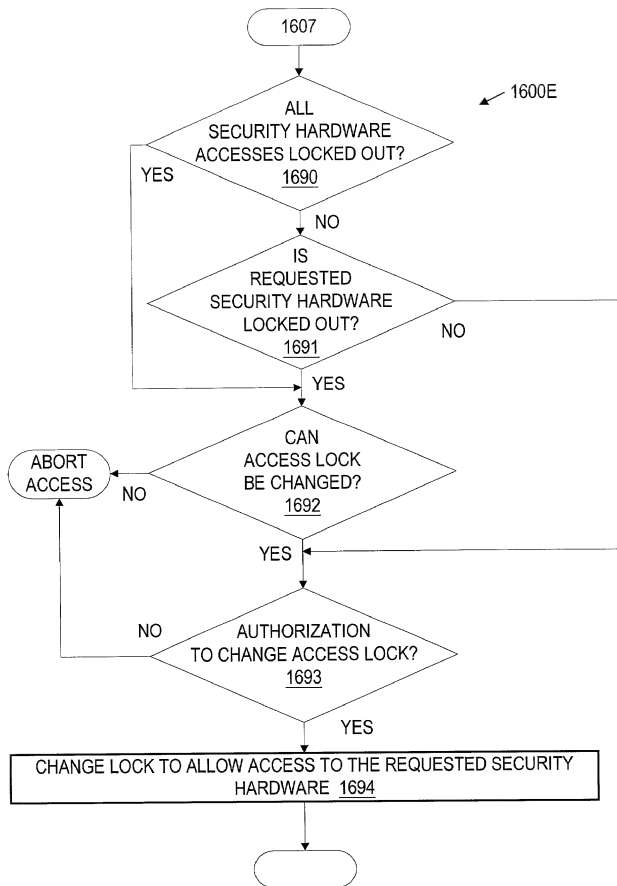 1607
1600E
ALL
SECURITY HARDWARE
ACCESSES LOCKED OUT?
1690
YES
NO
IS
REQUESTED
SECURITY HARDWARE
LOCKED OUT?
1691
NO
YES
CAN
ACCESS LOCK
BE CHANGED?
1692
ABORT
ACCESS
NO
YES
NO
AUTHORIZATION
TO CHANGE ACCESS LOCK?
1693
YES
CHANGE LOCK TO ALLOW ACCESS TO THE REQUESTED SECURITY
HARDWARE 1694